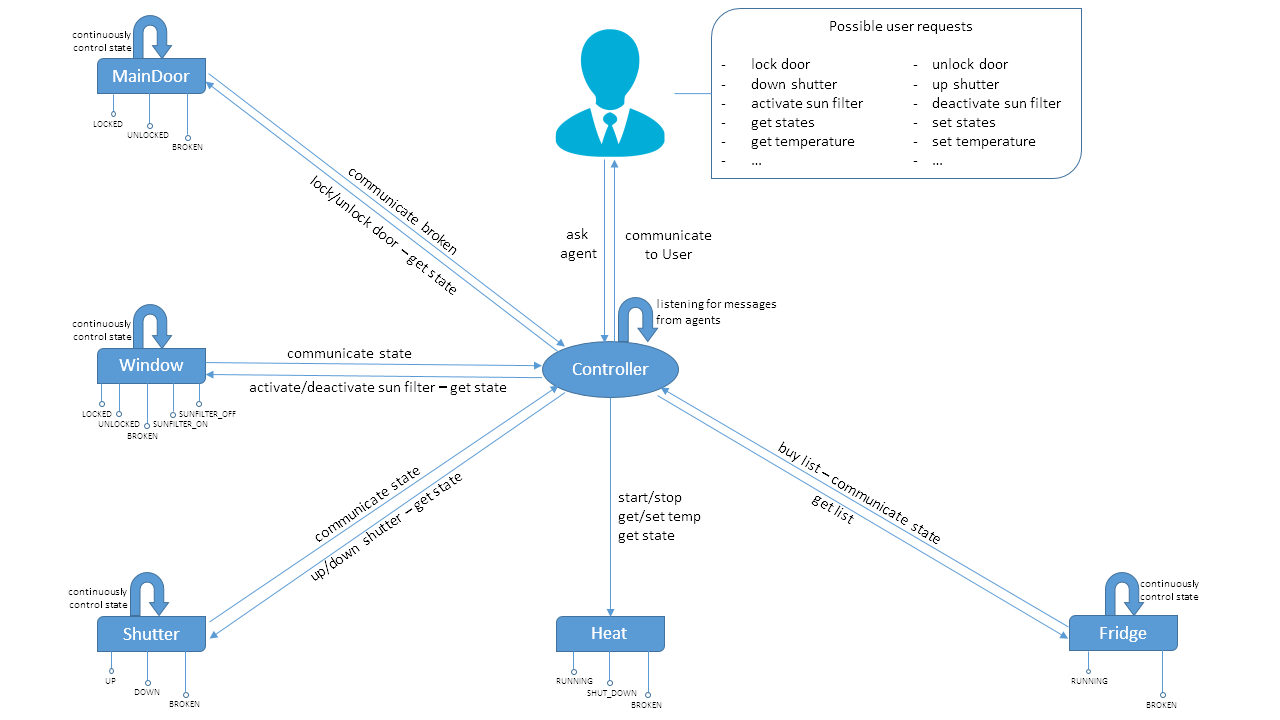 continuously
control state
MainDoor
LOCKED
UNLOCKED
BROKEN
Possible user requests
- lock door
- down shutter
- activate sun filter
- get states
- get temperature
- ...
- unlock door
- up shutter
- deactivate sun filter
- set states
- set temperature
- ...
communicate broken
lock/unlock door – get state
ask
agent
communicate
to User
listening for messages
from agents
Controller
continuously
control state
Window
LOCKED
UNLOCKED
BROKEN
SUNFILTER_ON
SUNFILTER_OFF
communicate state
activate/deactivate sun filter – get state
communicate state
up/down shutter – get state
start/stop
get/set temp
get state
buy list – communicate state
get list
continuously
control state
Shutter
UP
DOWN
BROKEN
Heat
RUNNING
SHUT_DOWN
BROKEN
continuously
control state
Fridge
RUNNING
BROKEN